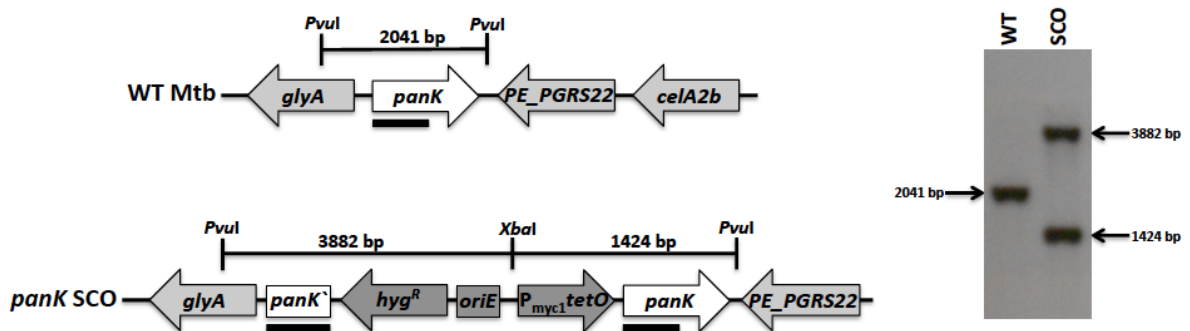 PvuI PvuI
2041 bp
WT Mtb glyA panK PE_PGRS22 celA2b
PvuI XbaI PvuI
3882 bp 1424 bp
panK SCO glyA panK` hygR oriE Pmyc1tetO panK PE_PGRS22
WT SCO
3882 bp
2041 bp
1424 bp